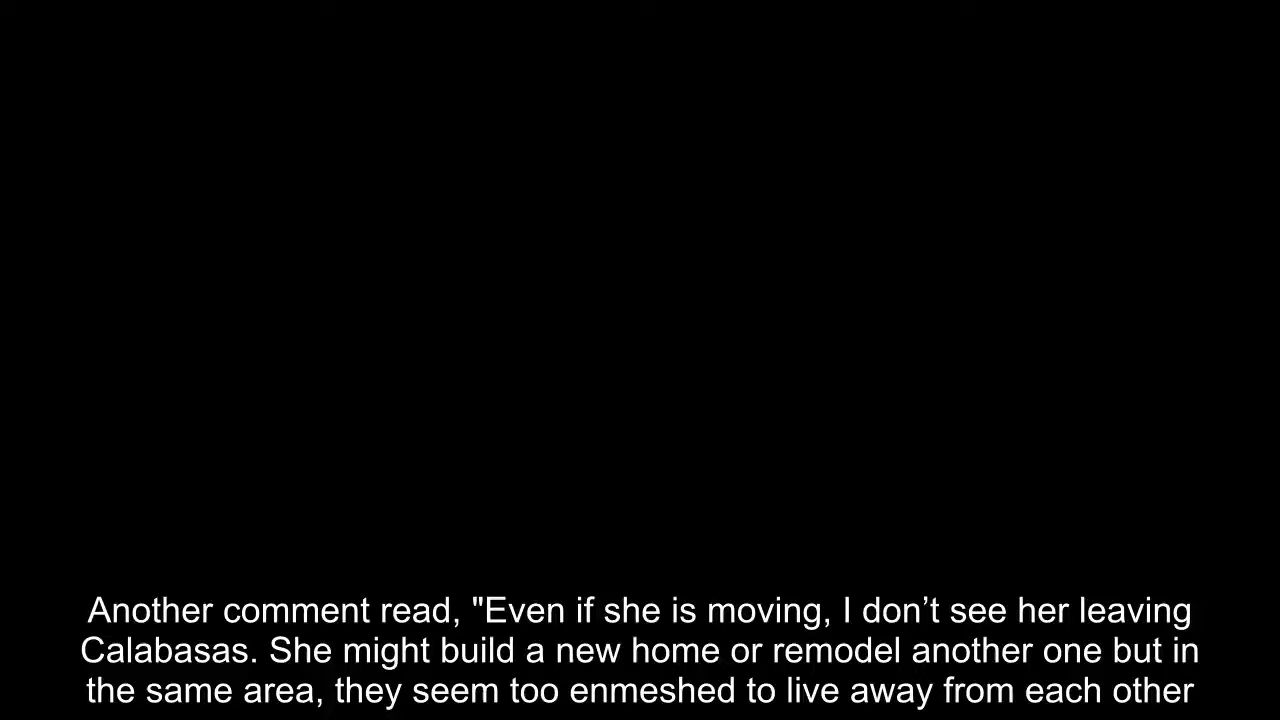 Another comment read, "Even if she is moving, I don’t see her leaving
Calabasas. She might build a new home or remodel another one but in
the same area, they seem too enmeshed to live away from each other